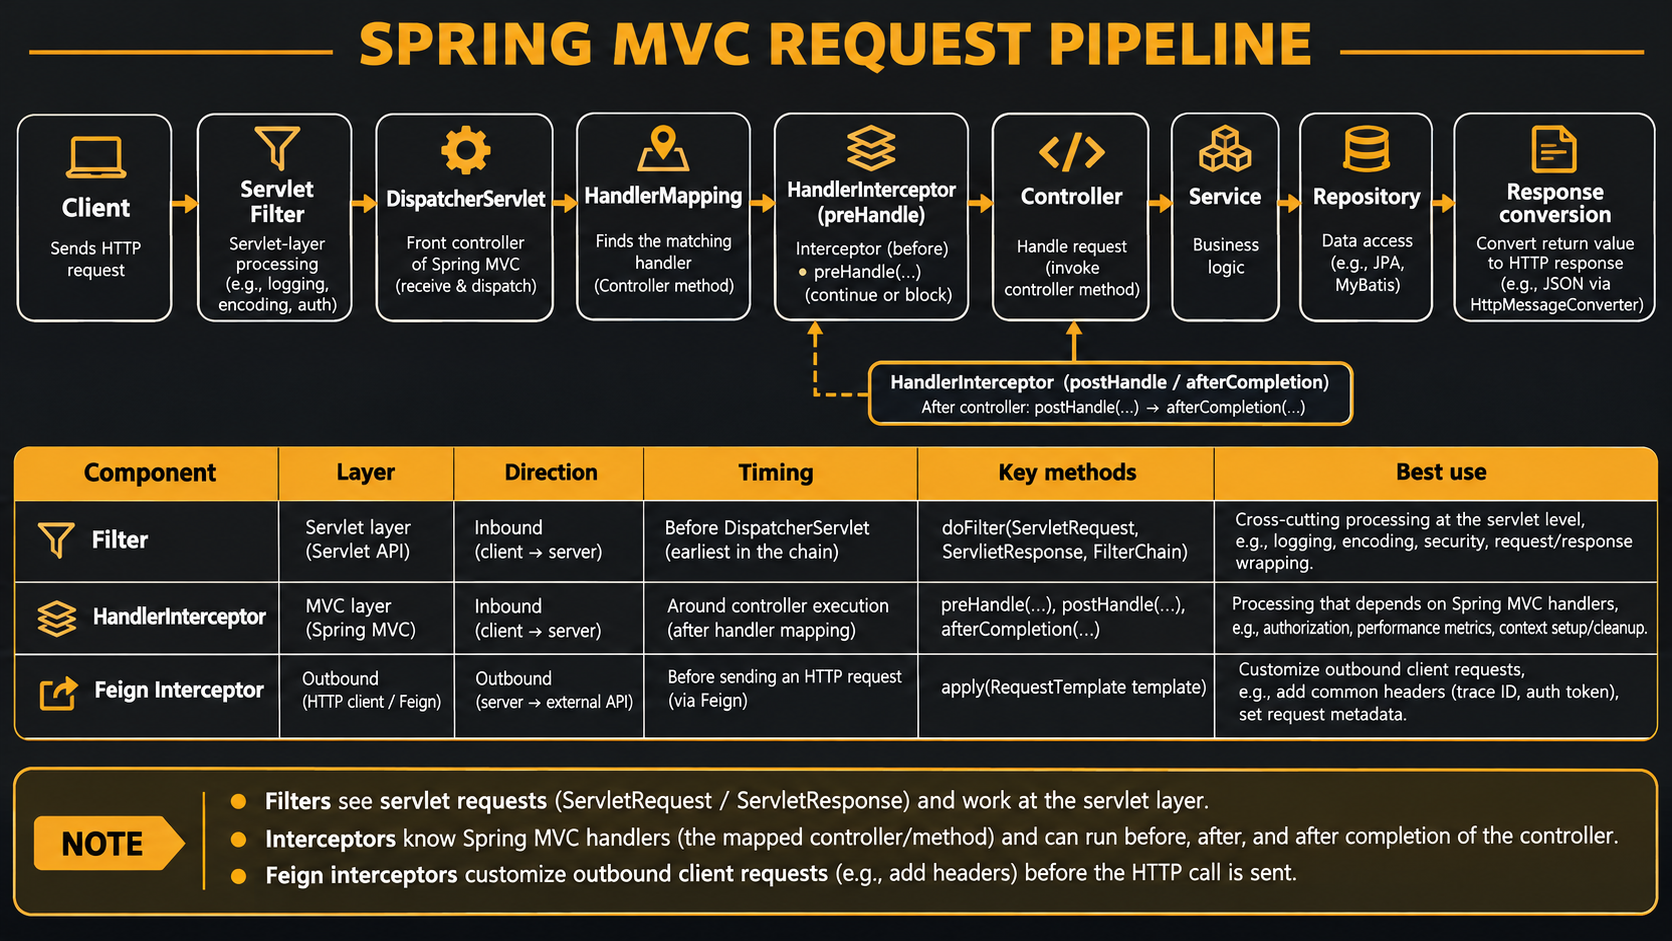 SPRING MVC REQUEST PIPELINE
Client
Sends HTTP
request
Servlet
Filter
Servlet-layer
processing
(e.g., logging,
encoding, auth)
DispatcherServlet
Front controller
of Spring MVC
(receive & dispatch)
HandlerMapping
Finds the matching
handler
(Controller method)
HandlerInterceptor
(preHandle)
Interceptor (before)
• preHandle(...)
(continue or block)
Controller
Handle request
(invoke
controller method)
Service
Business
logic
Repository
Data access
(e.g., JPA,
MyBatis)
Response
conversion
Convert return value
to HTTP response
(e.g., JSON via
HttpMessageConverter)
HandlerInterceptor (postHandle / afterCompletion)
After controller: postHandle(...) → afterCompletion(...)
Component
Layer
Direction
Timing
Key methods
Best use
Filter
Servlet layer
(Servlet API)
Inbound
(client → server)
Before DispatcherServlet
(earliest in the chain)
doFilter(ServletRequest,
ServlietResponse, FilterChain)
Cross-cutting processing at the servlet level,
e.g., logging, encoding, security, request/response
wrapping.
HandlerInterceptor
MVC layer
(Spring MVC)
Inbound
(client → server)
Around controller execution
(after handler mapping)
preHandle(...), postHandle(...),
afterCompletion(...)
Processing that depends on Spring MVC handlers,
e.g., authorization, performance metrics, context setup/cleanup.
Feign Interceptor
Outbound
(HTTP client / Feign)
Outbound
(server → external API)
Before sending an HTTP request
(via Feign)
apply(RequestTemplate template)
Customize outbound client requests,
e.g., add common headers (trace ID, auth token),
set request metadata.
NOTE
Filters see servlet requests (ServletRequest / ServletResponse) and work at the servlet layer.
Interceptors know Spring MVC handlers (the mapped controller/method) and can run before, after, and after completion of the controller.
Feign interceptors customize outbound client requests (e.g., add headers) before the HTTP call is sent.